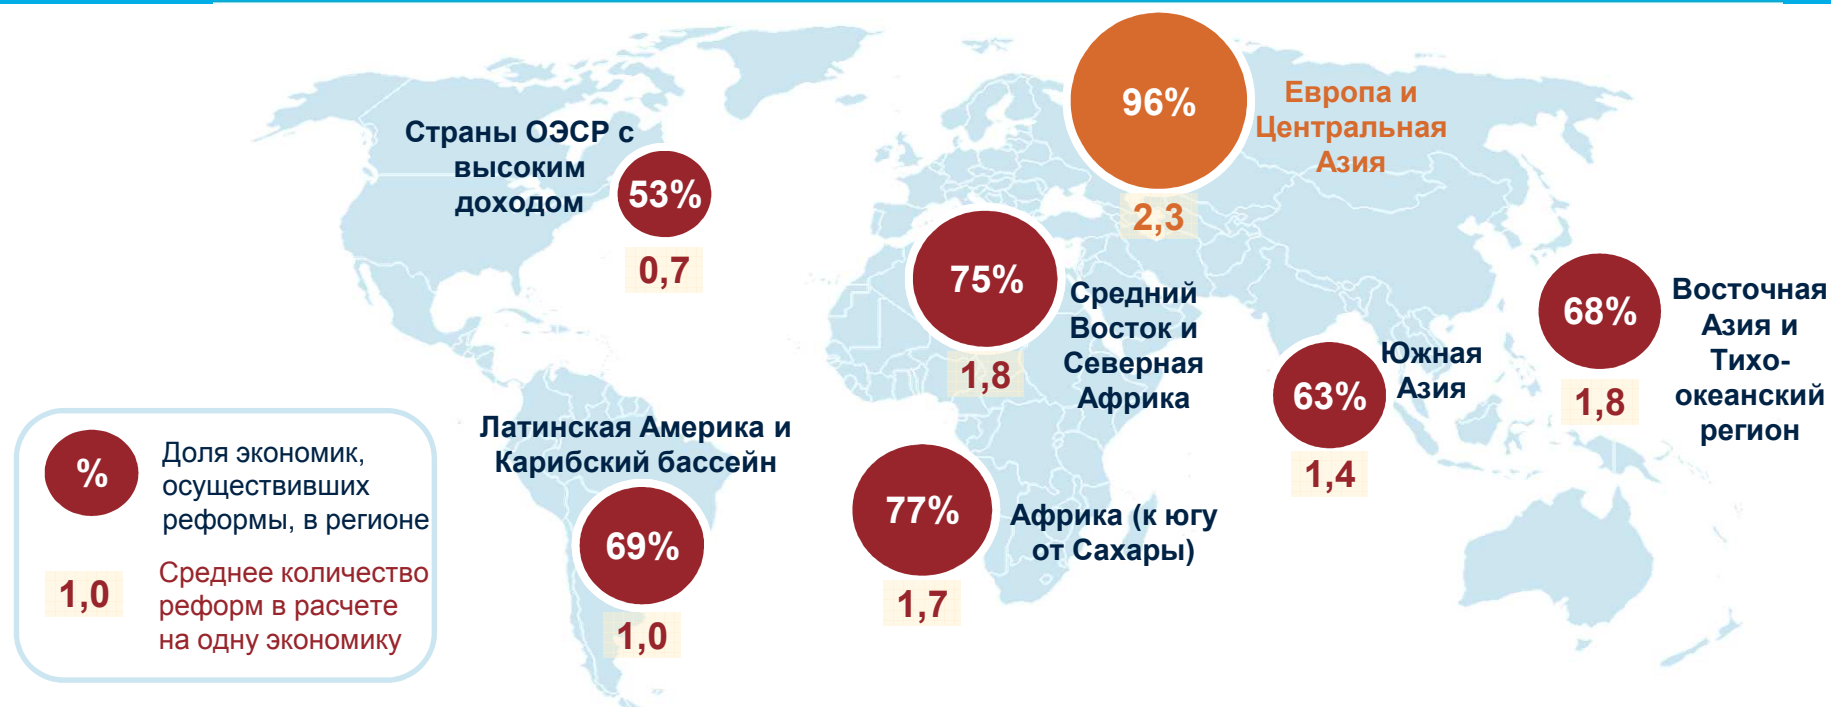 Страны ОЭСР с
высоким
доходом
53%
0,7
96%
Европа и
Центральная
Азия
2,3
75%
Средний
Восток и
Северная
Африка
1,8
68%
Восточная
Азия и
Тихо-
океанский
регион
1,8
63%
Южная
Азия
1,4
Латинская Америка и
Карибский бассейн
69%
1,0
77%
Африка (к югу
от Сахары)
1,7
%
Доля экономик,
осуществивших
реформы, в регионе
1,0
Среднее количество
реформ в расчете
на одну экономику